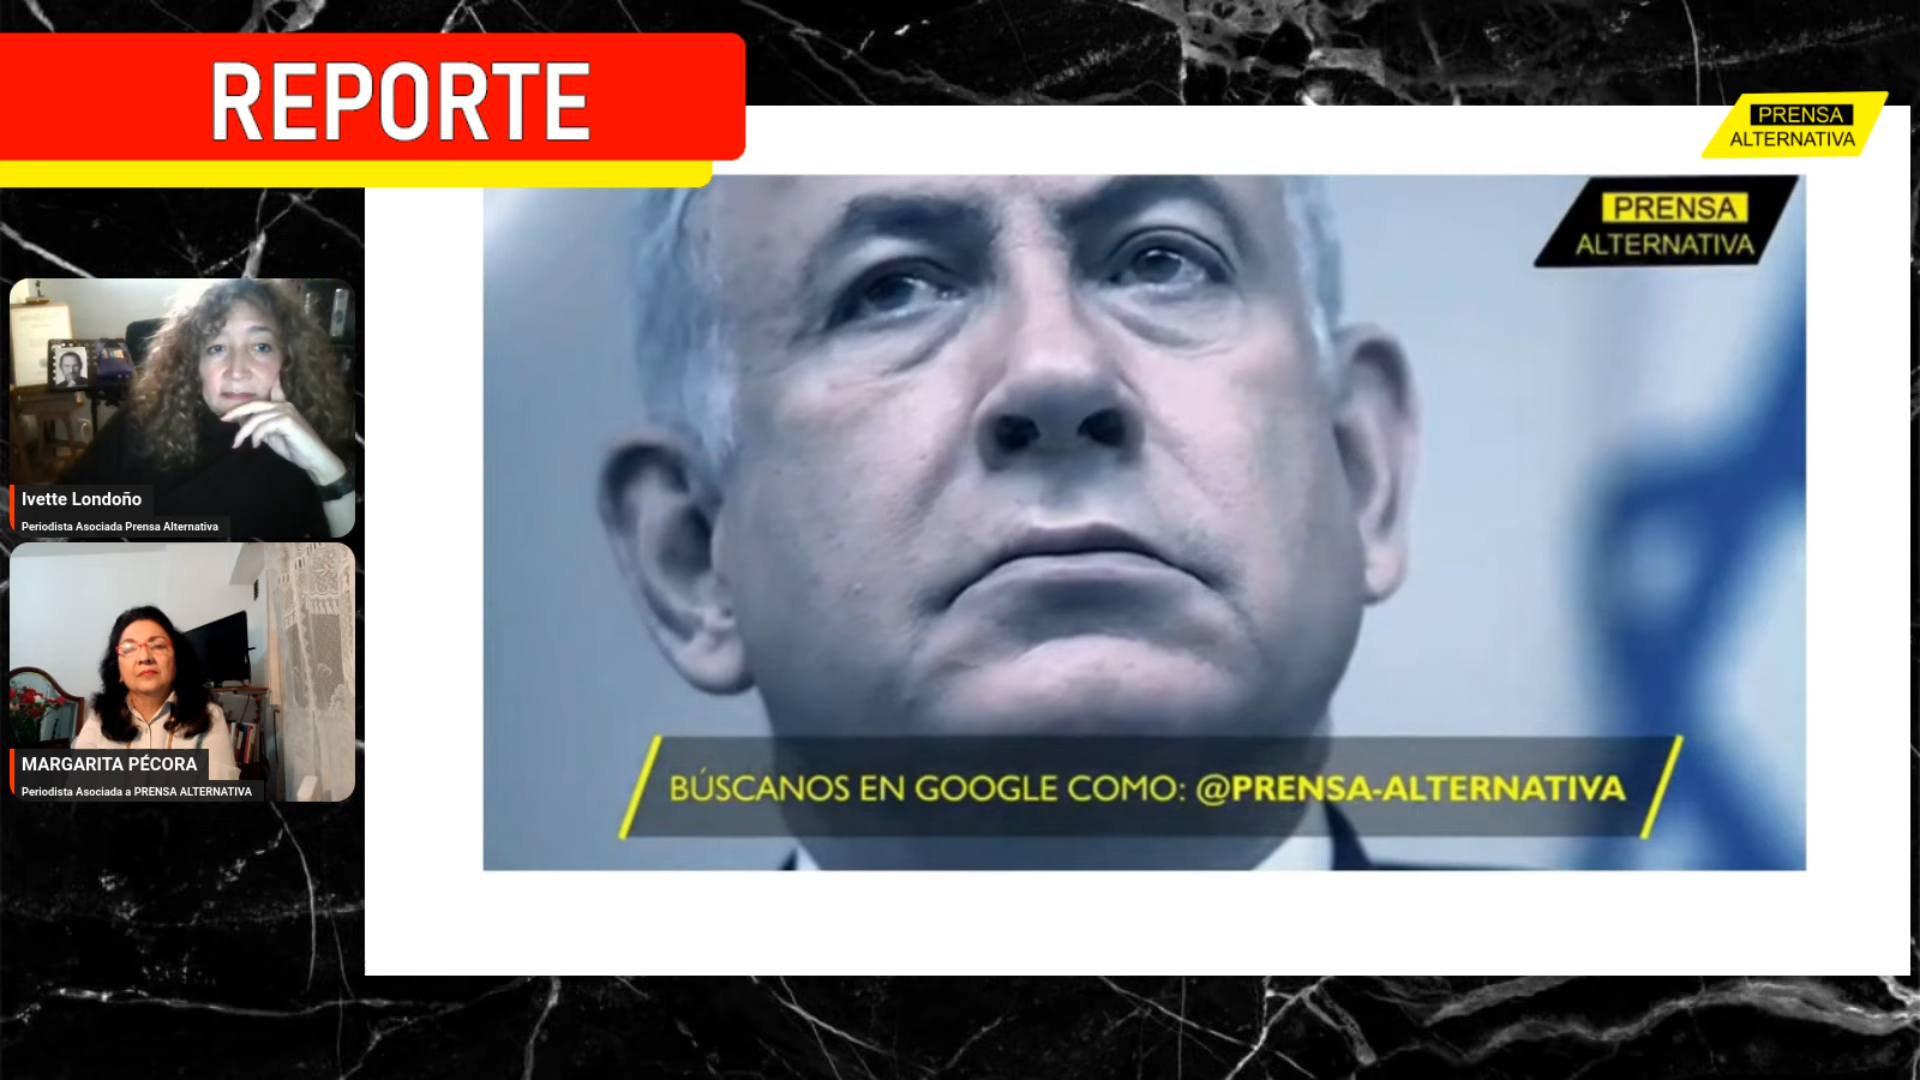 REPORTE
PRENSA
ALTERNATIVA
PRENSA
ALTERNATIVA
Ivette Londoño
Periodista Asociada Prensa Alternativa
MARGARITA PÉCORA
Periodista Asociada a PRENSA ALTERNATIVA
BÚSCANOS EN GOOGLE COMO: @PRENSA-ALTERNATIVA